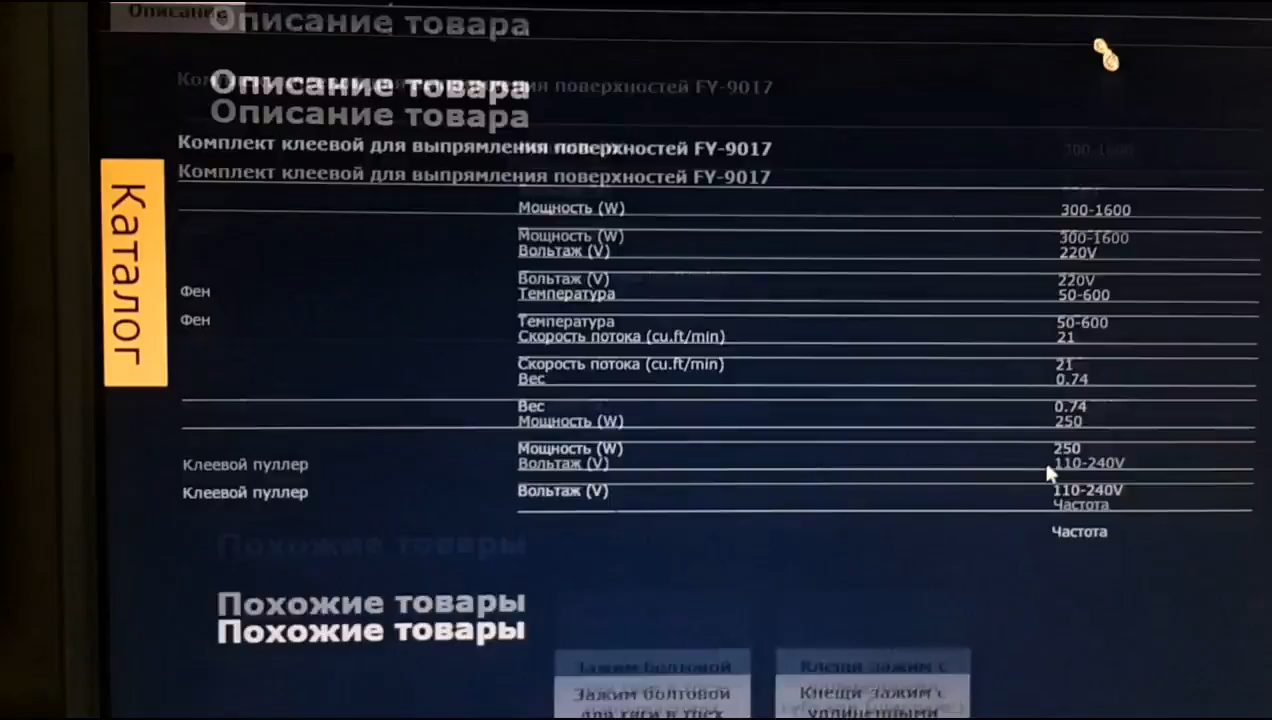 Описание
Описание товара
Комплект клеевой для выпрямления поверхностей FY-9017
Описание товара
Описание товара
300-1600
Комплект клеевой для выпрямления поверхностей FY-9017
Комплект клеевой для выпрямления поверхностей FY-9017
Каталог
Мощность (W) 300-1600
Мощность (W) 300-1600
Вольтаж (V) 220V
Вольтаж (V) 220V
Фен Температура 50-600
Фен Температура 50-600
Скорость потока (cu.ft/min) 21
Скорость потока (cu.ft/min) 21
Вес 0.74
Вес 0.74
Мощность (W) 250
Мощность (W) 250
Клеевой пуллер Вольтаж (V) 110-240V
Клеевой пуллер Вольтаж (V) 110-240V
Частота
Частота
Похожие товары
Похожие товары
Похожие товары
Зажим болтовой Клещи зажим с
Зажим болтовой Клещи зажим с
для тяги в трех удлиненными